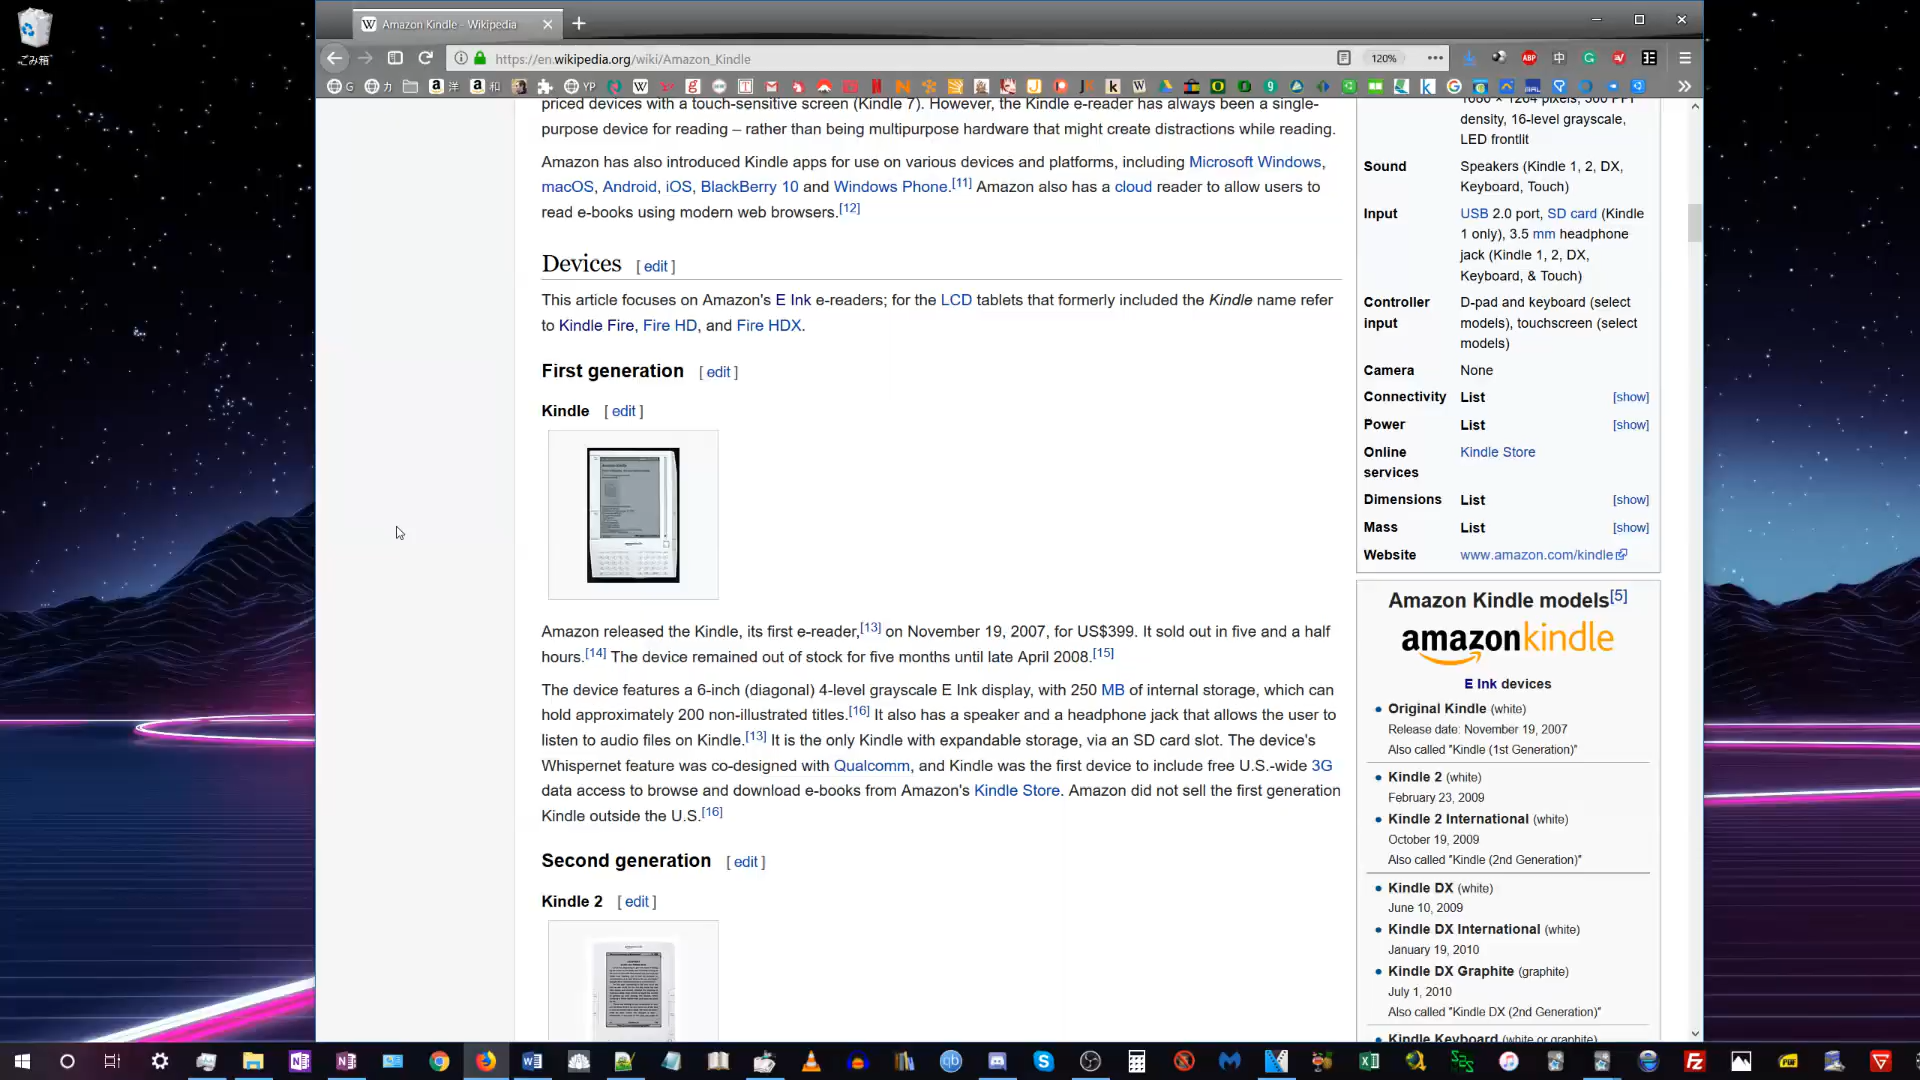 ごみ箱
Amazon Kindle - Wikipedia
https://en.wikipedia.org/wiki/Amazon_Kindle
120%
G
力
洋
和
YP
priced devices with a touch-sensitive screen (Kindle 7). However, the Kindle e-reader has always been a single-
purpose device for reading – rather than being multipurpose hardware that might create distractions while reading.
Amazon has also introduced Kindle apps for use on various devices and platforms, including Microsoft Windows,
macOS, Android, iOS, BlackBerry 10 and Windows Phone.[11] Amazon also has a cloud reader to allow users to
read e-books using modern web browsers.[12]
Devices [ edit ]
This article focuses on Amazon's E Ink e-readers; for the LCD tablets that formerly included the Kindle name refer
to Kindle Fire, Fire HD, and Fire HDX.
First generation [ edit ]
Kindle [ edit ]
Amazon released the Kindle, its first e-reader,[13] on November 19, 2007, for US$399. It sold out in five and a half
hours.[14] The device remained out of stock for five months until late April 2008.[15]
The device features a 6-inch (diagonal) 4-level grayscale E Ink display, with 250 MB of internal storage, which can
hold approximately 200 non-illustrated titles.[16] It also has a speaker and a headphone jack that allows the user to
listen to audio files on Kindle.[13] It is the only Kindle with expandable storage, via an SD card slot. The device's
Whispernet feature was co-designed with Qualcomm, and Kindle was the first device to include free U.S.-wide 3G
data access to browse and download e-books from Amazon's Kindle Store. Amazon did not sell the first generation
Kindle outside the U.S.[16]
Second generation [ edit ]
Kindle 2 [ edit ]
density, 16-level grayscale,
LED frontlit
Sound Speakers (Kindle 1, 2, DX,
Keyboard, Touch)
Input USB 2.0 port, SD card (Kindle
1 only), 3.5 mm headphone
jack (Kindle 1, 2, DX,
Keyboard, & Touch)
Controller D-pad and keyboard (select
input models), touchscreen (select
models)
Camera None
Connectivity List [show]
Power List [show]
Online Kindle Store
services
Dimensions List [show]
Mass List [show]
Website www.amazon.com/kindle
Amazon Kindle models[5]
amazonkindle
E Ink devices
Original Kindle (white)
Release date: November 19, 2007
Also called "Kindle (1st Generation)"
Kindle 2 (white)
February 23, 2009
Kindle 2 International (white)
October 19, 2009
Also called "Kindle (2nd Generation)"
Kindle DX (white)
June 10, 2009
Kindle DX International (white)
January 19, 2010
Kindle DX Graphite (graphite)
July 1, 2010
Also called "Kindle DX (2nd Generation)"
Kindle Keyboard (white or graphite)